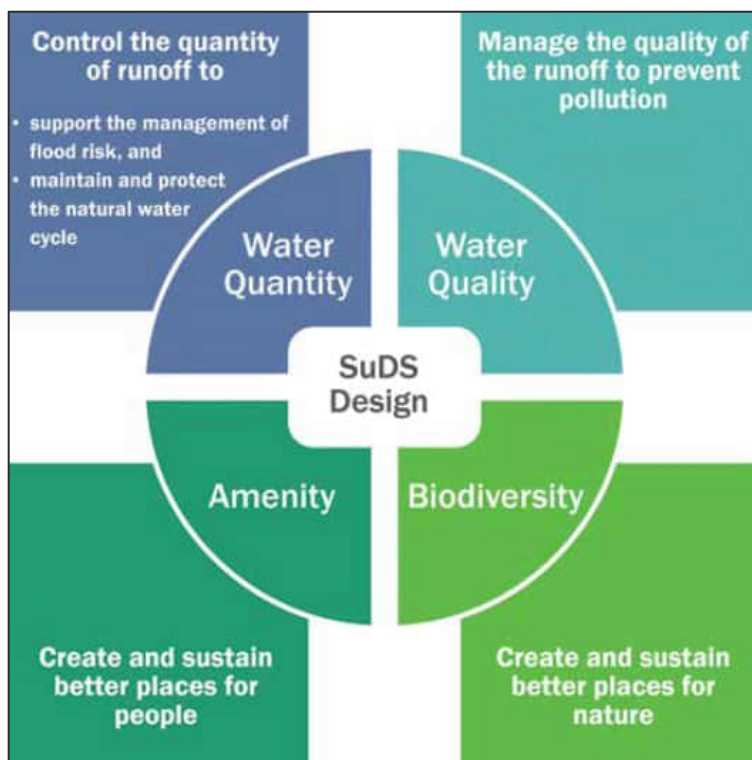 Control the quantity
of runoff to
• support the management of
flood risk, and
• maintain and protect
the natural water
cycle
Manage the quality of
the runoff to prevent
pollution
Water
Quantity
Water
Quality
SuDS
Design
Amenity
Biodiversity
Create and sustain
better places for
people
Create and sustain
better places for
nature